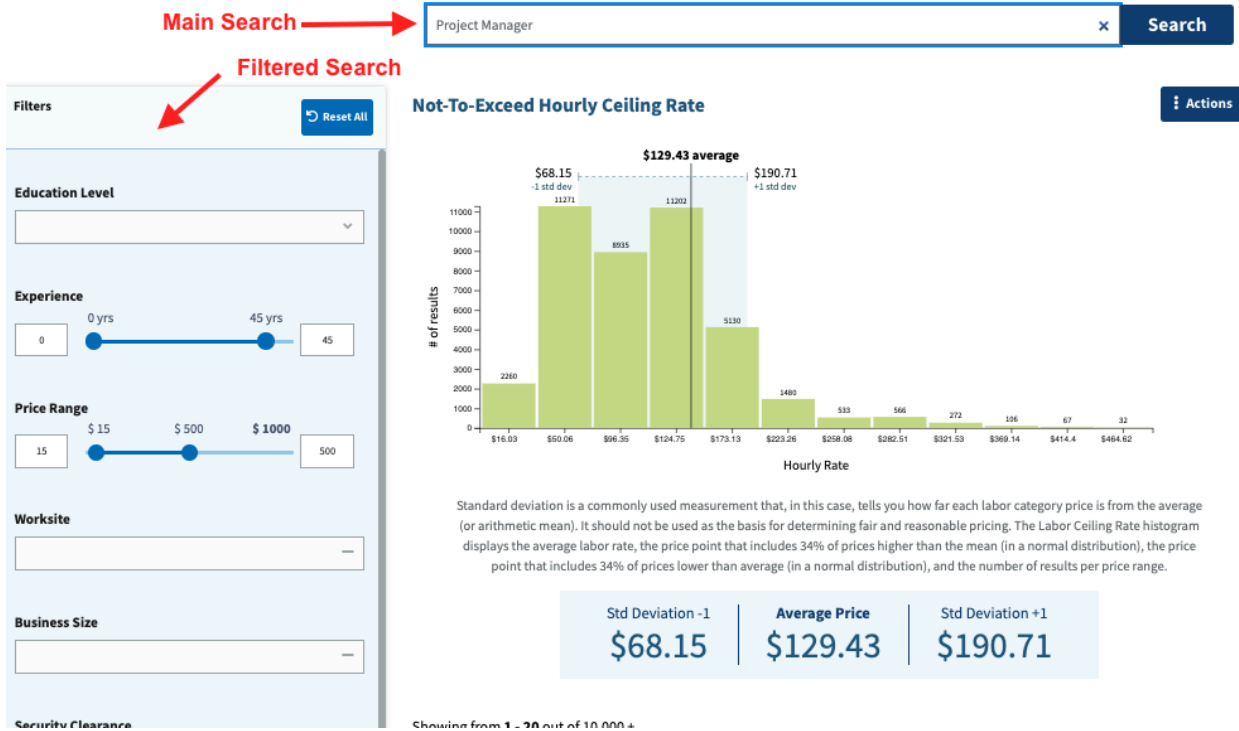 Main Search
Project Manager
×
Search
Filtered Search
Filters
Reset All
Education Level
Experience
0 yrs 45 yrs
0 45
Price Range
$ 15 $ 500 $ 1000
15 500
Worksite
Business Size
Security Clearance
Not-To-Exceed Hourly Ceiling Rate
Actions
$129.43 average
$68.15 $190.71
-1 std dev +1 std dev
# of results
11000
10000
9000
8000
7000
6000
5000
4000
3000
2000
1000
0
2260 11271 8935 11202 5130 1480 533 566 272 106 67 32
$16.03 $50.06 $96.35 $124.75 $173.13 $223.26 $258.08 $282.51 $321.53 $369.14 $414.4 $464.62
Hourly Rate
Standard deviation is a commonly used measurement that, in this case, tells you how far each labor category price is from the average
(or arithmetic mean). It should not be used as the basis for determining fair and reasonable pricing. The Labor Ceiling Rate histogram
displays the average labor rate, the price point that includes 34% of prices higher than the mean (in a normal distribution), the price
point that includes 34% of prices lower than average (in a normal distribution), and the number of results per price range.
Std Deviation -1 Average Price Std Deviation +1
$68.15 $129.43 $190.71
Showing from 1 - 20 out of 10,000 +